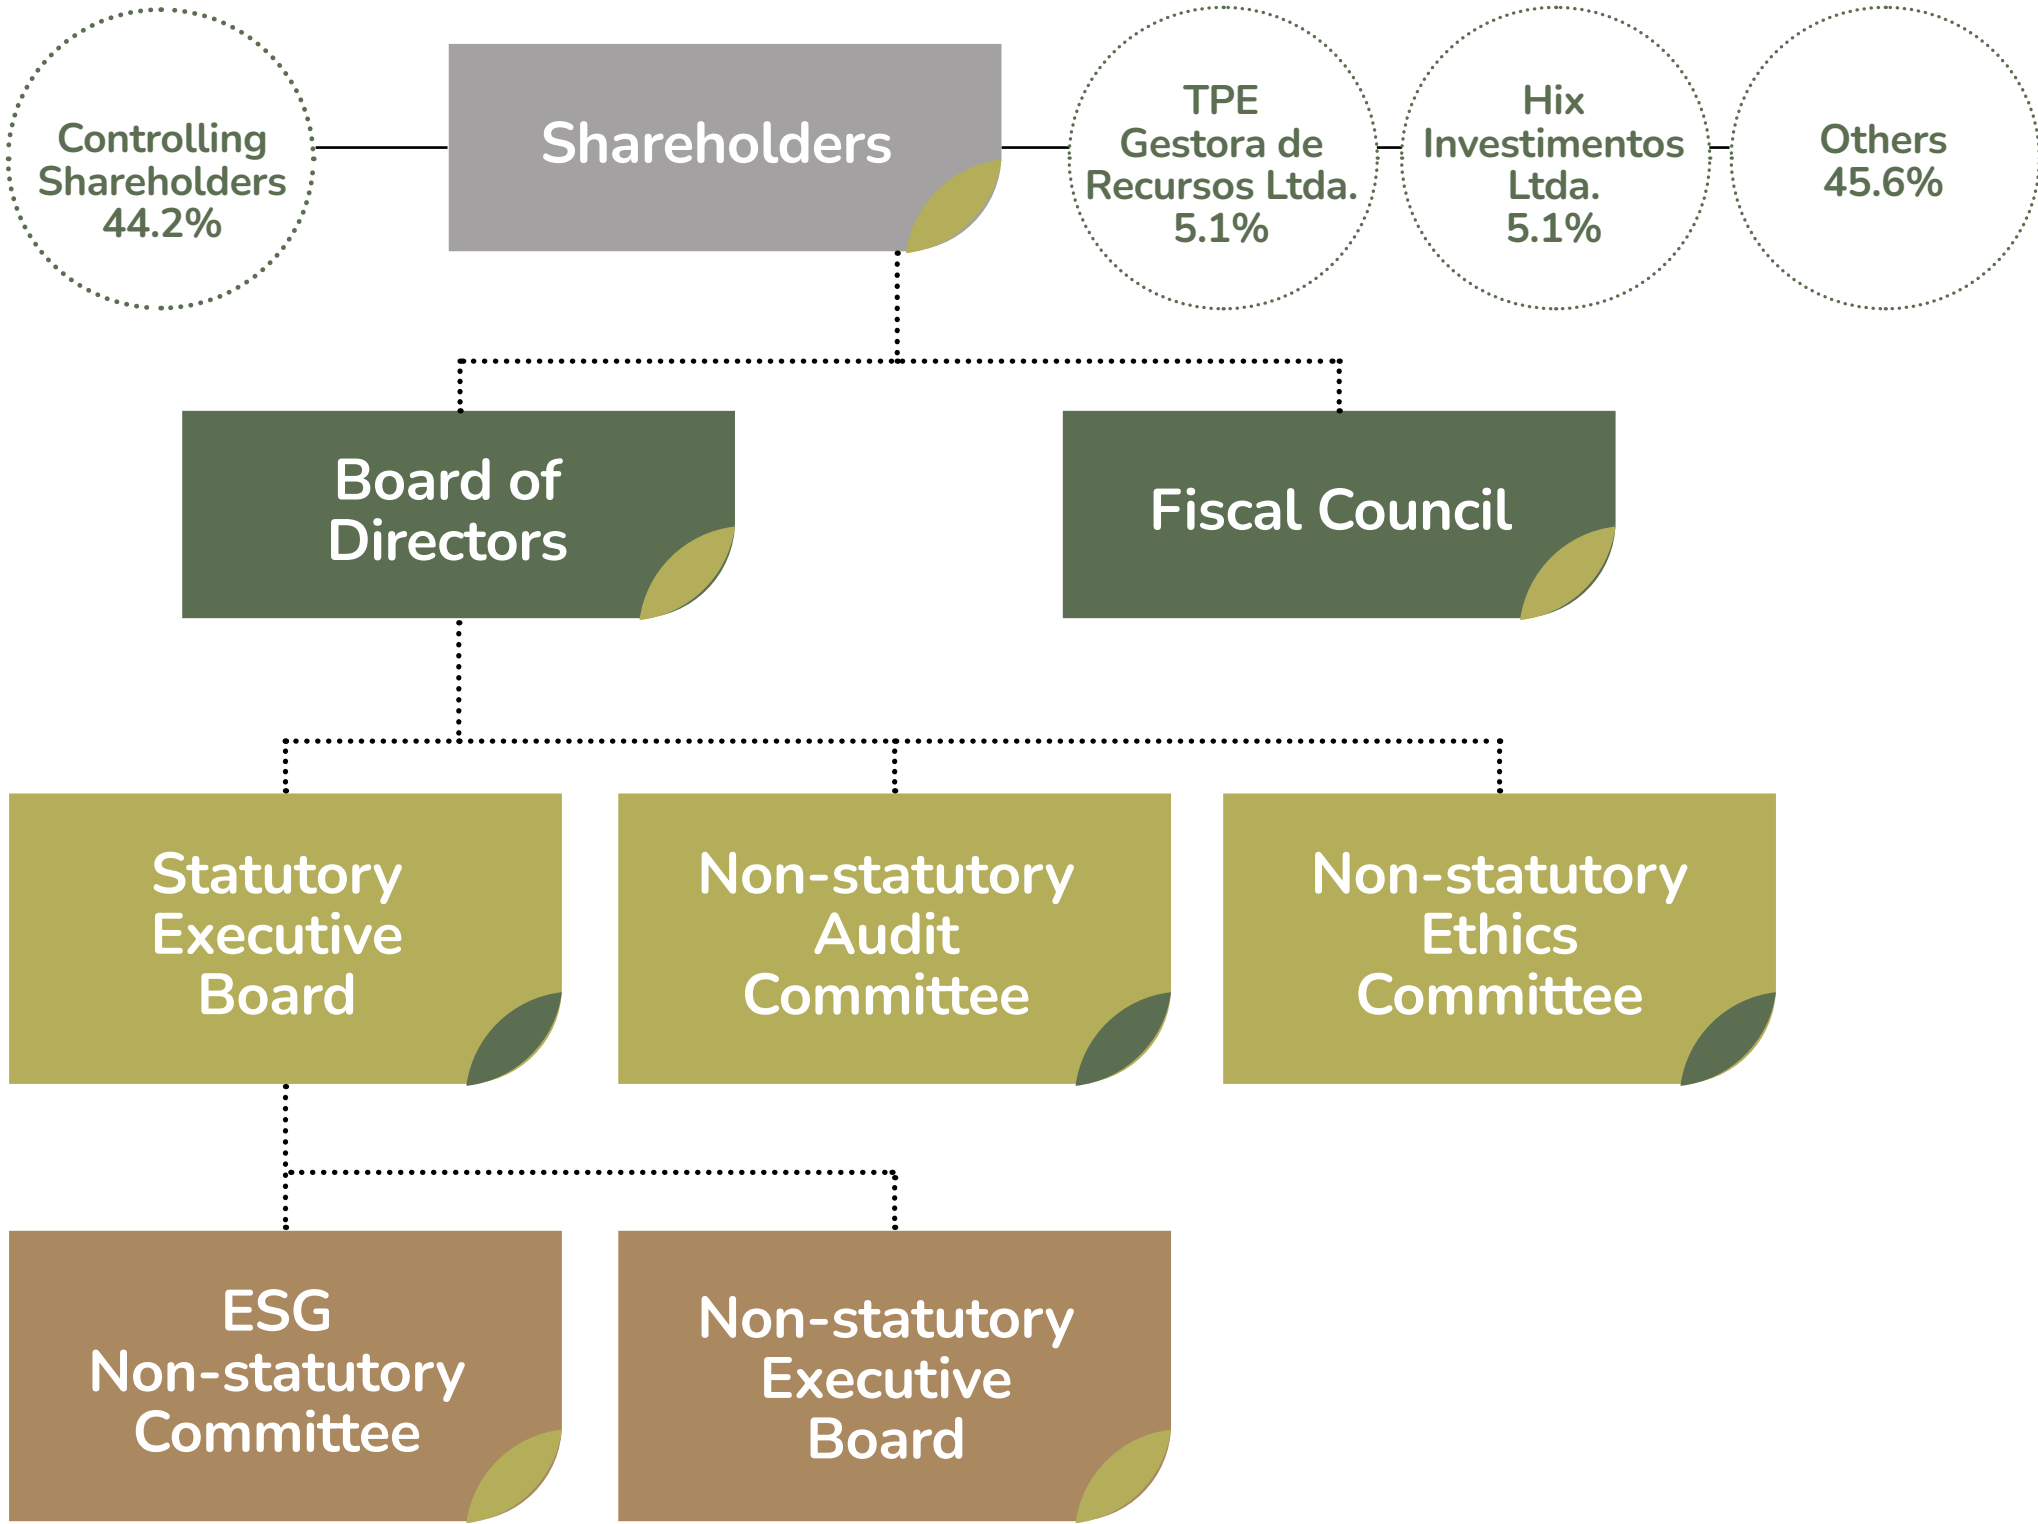 Controlling
Shareholders
44.2%
Shareholders
TPE
Gestora de
Recursos Ltda.
5.1%
Hix
Investimentos
Ltda.
5.1%
Others
45.6%
Board of
Directors
Fiscal Council
Statutory
Executive
Board
Non-statutory
Audit
Committee
Non-statutory
Ethics
Committee
ESG
Non-statutory
Committee
Non-statutory
Executive
Board